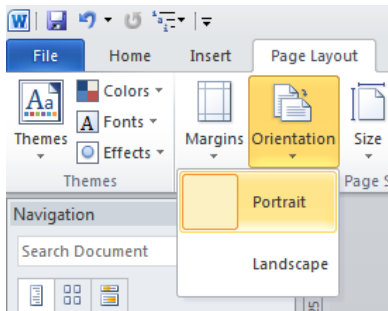 W
File Home Insert Page Layout
Aa
Themes
Colors
A Fonts
Effects
Margins
Orientation
Size
Themes
Page S
Portrait
Landscape
Navigation
Search Document